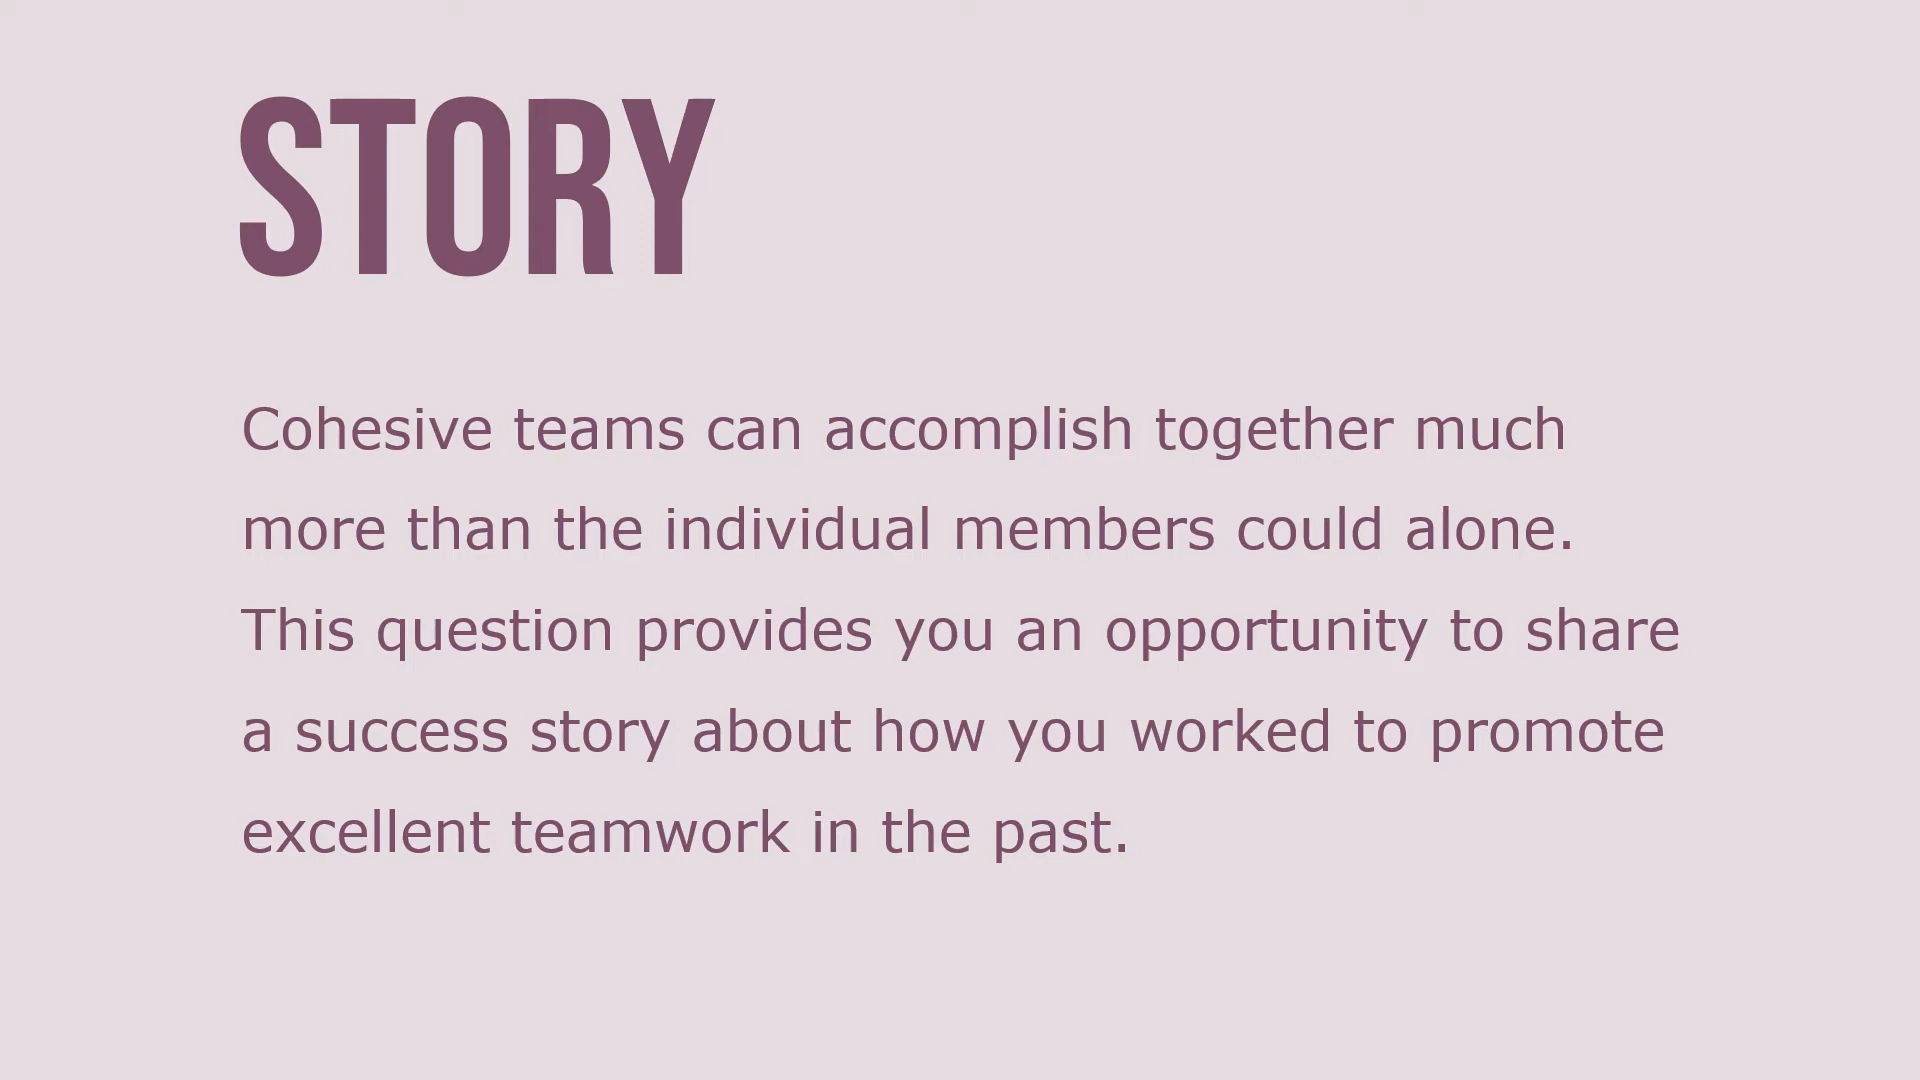 STORY
Cohesive teams can accomplish together much
more than the individual members could alone.
This question provides you an opportunity to share
a success story about how you worked to promote
excellent teamwork in the past.